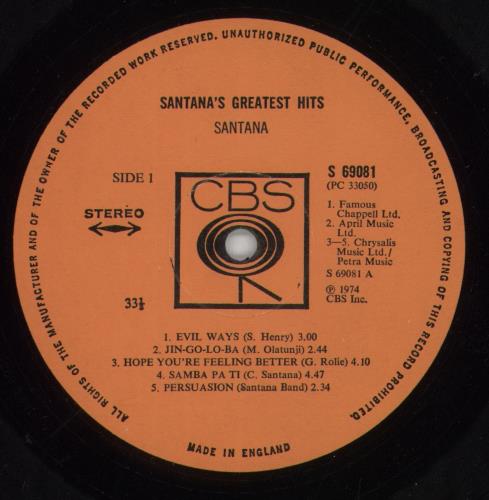 ALL RIGHTS OF THE MANUFACTURER AND OF THE OWNER OF THE RECORDED WORK RESERVED. UNAUTHORIZED PUBLIC PERFORMANCE, BROADCASTING AND COPYING OF THIS RECORD PROHIBITED.
SANTANA'S GREATEST HITS
SANTANA
SIDE 1
STEREO
33⅓
CBS
S 69081
(PC 33050)
1. Famous
Chappell Ltd.
2. April Music
Ltd.
3—5. Chrysalis
Music Ltd./
Petra Music
S 69081 A
℗ 1974
CBS Inc.
1. EVIL WAYS (S. Henry) 3.00
2. JIN-GO-LO-BA (M. Olatunji) 2.44
3. HOPE YOU'RE FEELING BETTER (G. Rolie) 4.10
4. SAMBA PA TI (C. Santana) 4.47
5. PERSUASION (Santana Band) 2.34
MADE IN ENGLAND